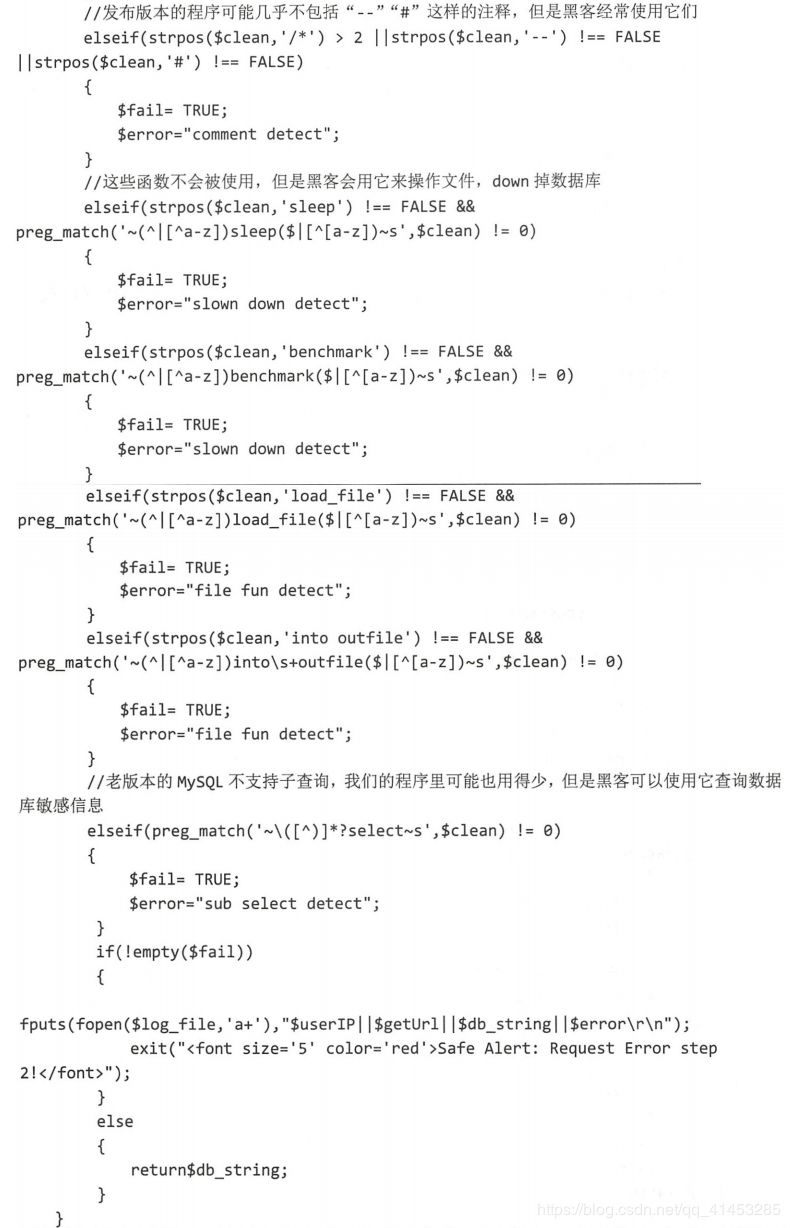 //发布版本的程序可能几乎不包括“--”“#”这样的注释，但是黑客经常使用它们
elseif(strpos($clean,'/*') > 2 ||strpos($clean,'--') !== FALSE
||strpos($clean,'#') !== FALSE)
{
$fail= TRUE;
$error="comment detect";
}
//这些函数不会被使用，但是黑客会用它来操作文件，down 掉数据库
elseif(strpos($clean,'sleep') !== FALSE &&
preg_match('~(^|[^a-z])sleep($|[^[a-z])~s',$clean) != 0)
{
$fail= TRUE;
$error="slown down detect";
}
elseif(strpos($clean,'benchmark') !== FALSE &&
preg_match('~(^|[^a-z])benchmark($|[^[a-z])~s',$clean) != 0)
{
$fail= TRUE;
$error="slown down detect";
}
elseif(strpos($clean,'load_file') !== FALSE &&
preg_match('~(^|[^a-z])load_file($|[^[a-z])~s',$clean) != 0)
{
$fail= TRUE;
$error="file fun detect";
}
elseif(strpos($clean,'into outfile') !== FALSE &&
preg_match('~(^|[^a-z])into\s+outfile($|[^[a-z])~s',$clean) != 0)
{
$fail= TRUE;
$error="file fun detect";
}
//老版本的 MySQL 不支持子查询，我们的程序里可能也用得少，但是黑客可以使用它查询数据
库敏感信息
elseif(preg_match('~\([^)]*?select~s',$clean) != 0)
{
$fail= TRUE;
$error="sub select detect";
}
if(!empty($fail))
{
fputs(fopen($log_file,'a+'),"$userIP||$getUrl||$db_string||$error\r\n");
exit("<font size='5' color='red'>Safe Alert: Request Error step
2!</font>");
}
else
{
return$db_string;
}
}
https://blog.csdn.net/qq_41453285